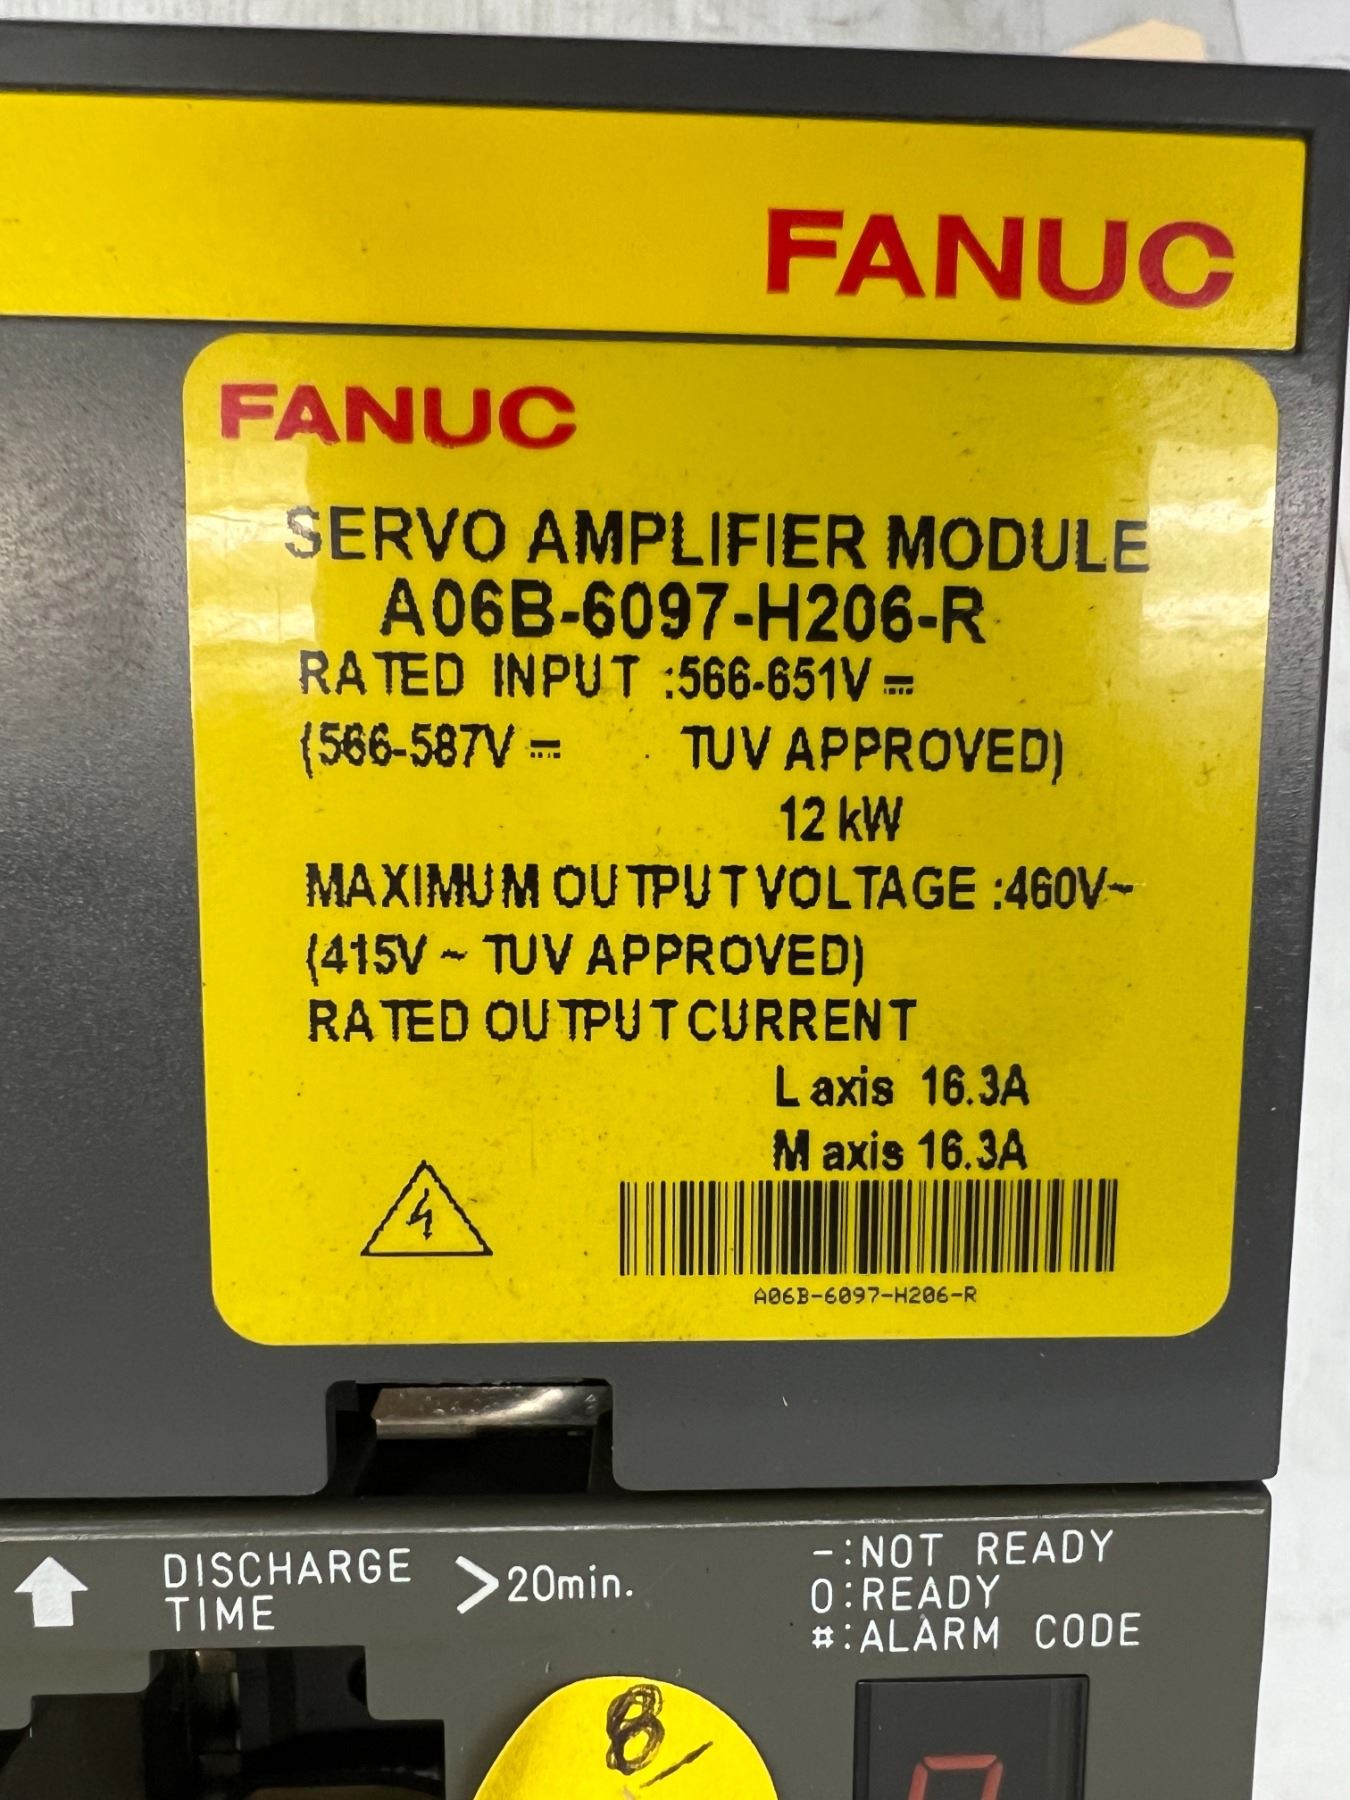 FANUC
FANUC
SERVO AMPLIFIER MODULE
A06B-6097-H206-R
RATED INPUT :566-651V⎓
(566-587V⎓ TUV APPROVED)
12 kW
MAXIMUM OUTPUT VOLTAGE :460V~
(415V ~ TUV APPROVED)
RATED OUTPUT CURRENT
L axis 16.3A
M axis 16.3A
A06B-6097-H206-R
DISCHARGE TIME >20min.
-:NOT READY
0:READY
#:ALARM CODE